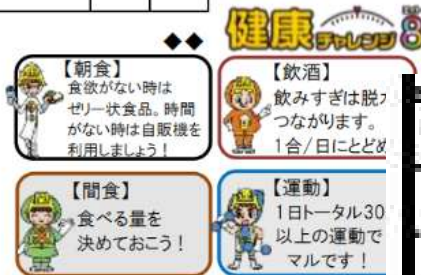 ◆◆
健康チャレンジ8
【朝食】
食欲がない時は
ゼリー状食品。時間
がない時は自販機を
利用しましょう！
【飲酒】
飲みすぎは脱
つながります。
1合/日にとどめ
【間食】
食べる量を
決めておこう！
【運動】
1日トータル30
以上の運動で
マルです！